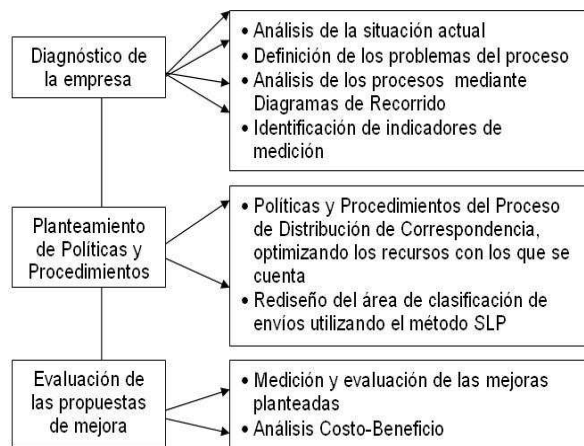 Diagnóstico de
la empresa
• Análisis de la situación actual
• Definición de los problemas del proceso
• Análisis de los procesos mediante
Diagramas de Recorrido
• Identificación de indicadores de
medición
Planteamiento
de Políticas y
Procedimientos
• Políticas y Procedimientos del Proceso
de Distribución de Correspondencia,
optimizando los recursos con los que se
cuenta
• Rediseño del área de clasificación de
envíos utilizando el método SLP
Evaluación de
las propuestas
de mejora
• Medición y evaluación de las mejoras
planteadas
• Análisis Costo-Beneficio